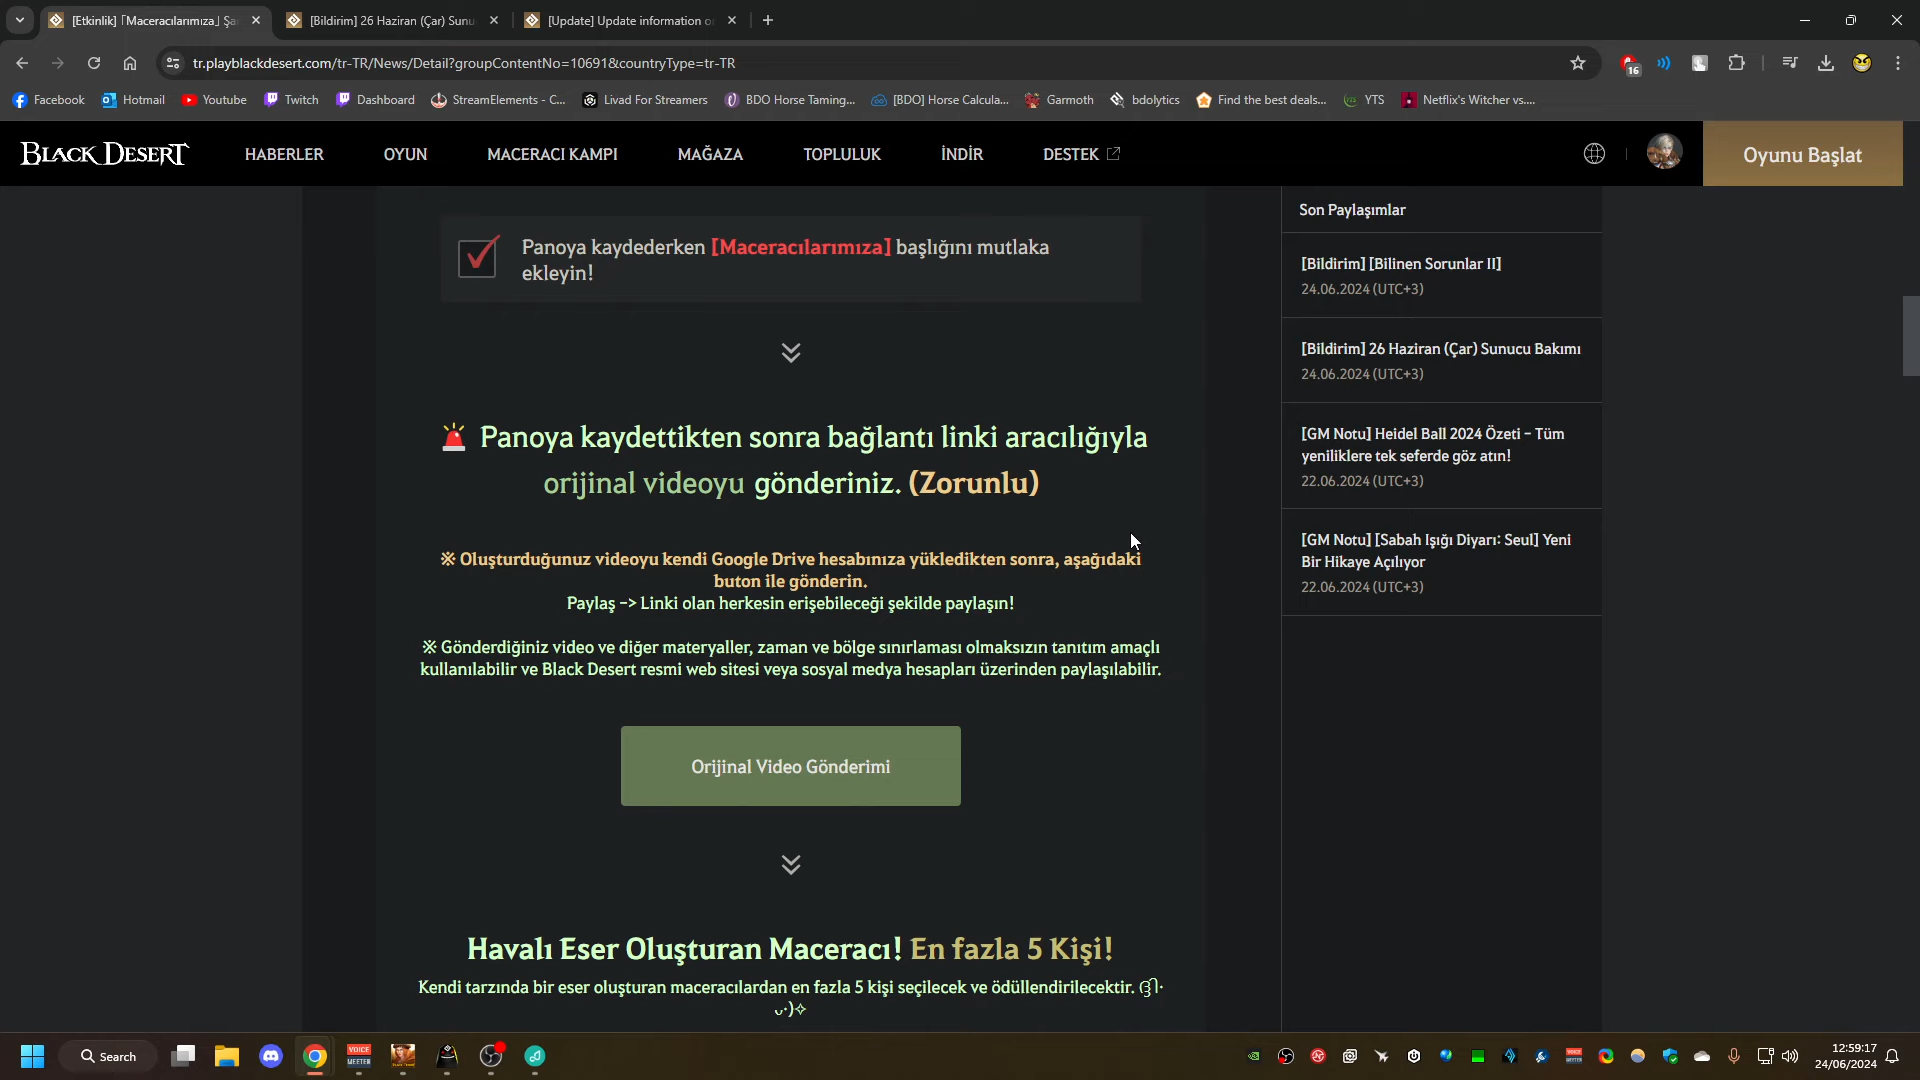 [Etkinlik] 「Maceracılarımıza」 Şa
[Bildirim] 26 Haziran (Çar) Sunu
[Update] Update information o
tr.playblackdesert.com/tr-TR/News/Detail?groupContentNo=10691&countryType=tr-TR
16
Facebook
Hotmail
Youtube
Twitch
Dashboard
StreamElements - C...
Livad For Streamers
BDO Horse Taming...
[BDO] Horse Calcula...
Garmoth
bdolytics
Find the best deals...
YTS
Netflix's Witcher vs....
BLACK DESERT
HABERLER
OYUN
MACERACI KAMPI
MAĞAZA
TOPLULUK
İNDİR
DESTEK
Oyunu Başlat
Panoya kaydederken [Maceracılarımıza] başlığını mutlaka
ekleyin!
Panoya kaydettikten sonra bağlantı linki aracılığıyla
orijinal videoyu gönderiniz. (Zorunlu)
※ Oluşturduğunuz videoyu kendi Google Drive hesabınıza yükledikten sonra, aşağıdaki
buton ile gönderin.
Paylaş -> Linki olan herkesin erişebileceği şekilde paylaşın!
※ Gönderdiğiniz video ve diğer materyaller, zaman ve bölge sınırlaması olmaksızın tanıtım amaçlı
kullanılabilir ve Black Desert resmi web sitesi veya sosyal medya hesapları üzerinden paylaşılabilir.
Orijinal Video Gönderimi
Havalı Eser Oluşturan Maceracı! En fazla 5 Kişi!
Kendi tarzında bir eser oluşturan maceracılardan en fazla 5 kişi seçilecek ve ödüllendirilecektir.
Son Paylaşımlar
[Bildirim] [Bilinen Sorunlar II]
24.06.2024 (UTC+3)
[Bildirim] 26 Haziran (Çar) Sunucu Bakımı
24.06.2024 (UTC+3)
[GM Notu] Heidel Ball 2024 Özeti - Tüm
yeniliklere tek seferde göz atın!
22.06.2024 (UTC+3)
[GM Notu] [Sabah Işığı Diyarı: Seul] Yeni
Bir Hikaye Açılıyor
22.06.2024 (UTC+3)
Search
VOICE
MEETER
12:59:17
24/06/2024